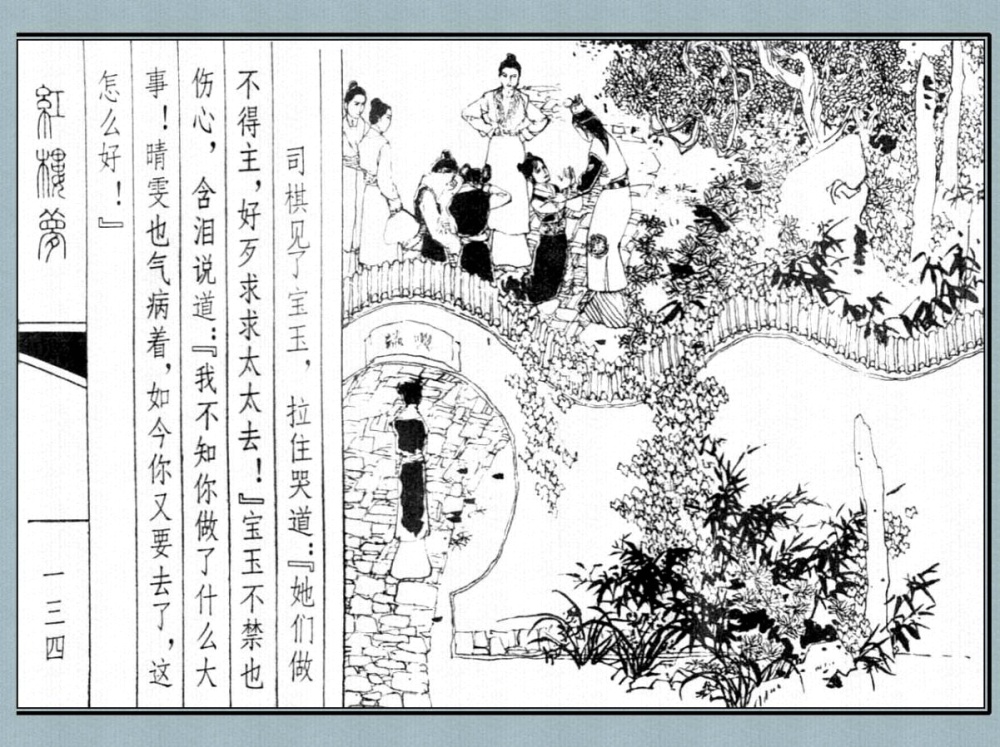 司棋见了宝玉，拉住哭道：『她们做
不得主，好歹求求太太去！』宝玉不禁也
伤心，含泪说道：『我不知你做了什么大
事！晴雯也气病着，如今你又要去了，这
怎么好！』
紅樓夢
一三四